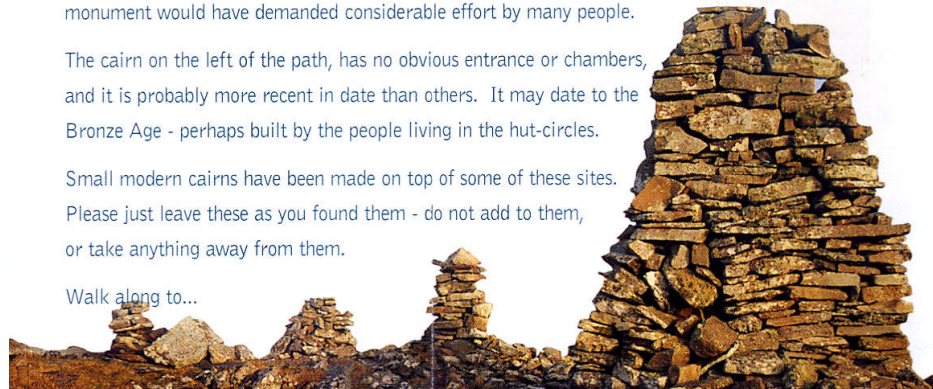 monument would have demanded considerable effort by many people.
The cairn on the left of the path, has no obvious entrance or chambers,
and it is probably more recent in date than others.  It may date to the
Bronze Age - perhaps built by the people living in the hut-circles.
Small modern cairns have been made on top of some of these sites.
Please just leave these as you found them - do not add to them,
or take anything away from them.
Walk along to...